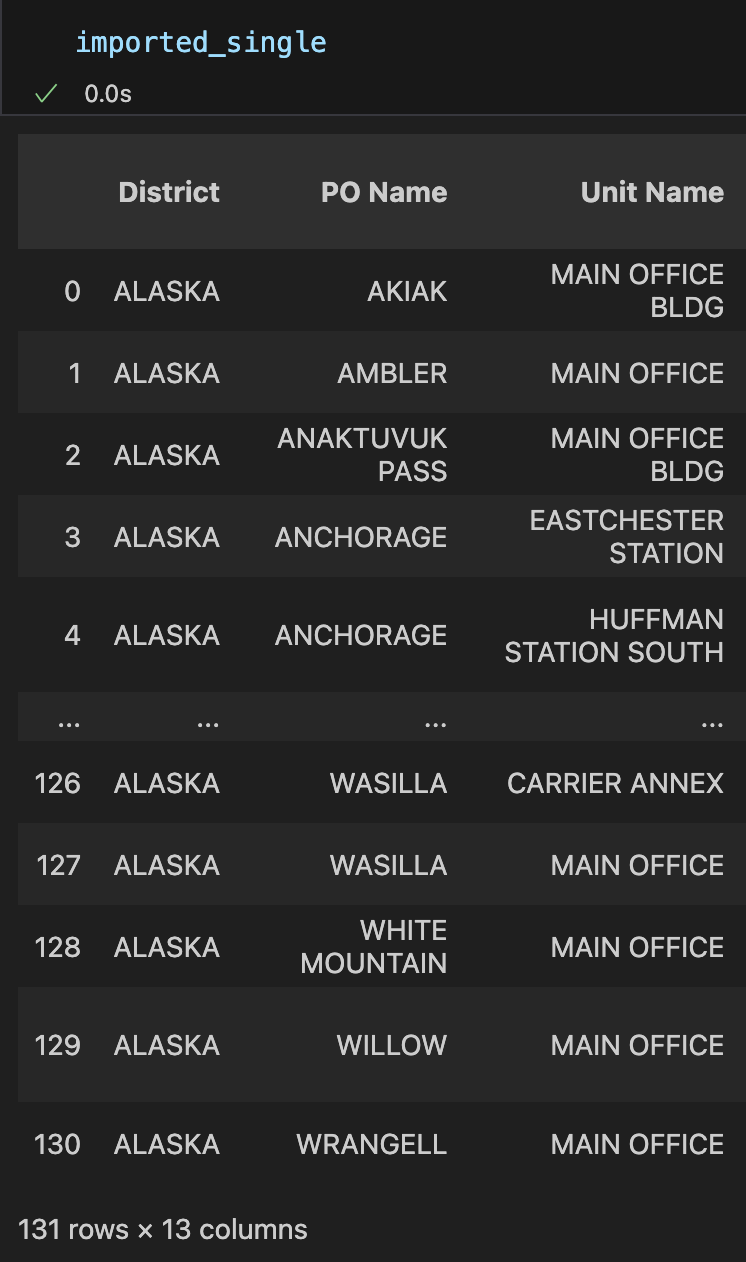 imported_single
✓ 0.0s
District PO Name Unit Name
0 ALASKA AKIAK MAIN OFFICE
BLDG
1 ALASKA AMBLER MAIN OFFICE
2 ALASKA ANAKTUVUK PASS MAIN OFFICE
BLDG
3 ALASKA ANCHORAGE EASTCHESTER
STATION
4 ALASKA ANCHORAGE HUFFMAN
STATION SOUTH
... ... ... ...
126 ALASKA WASILLA CARRIER ANNEX
127 ALASKA WASILLA MAIN OFFICE
128 ALASKA WHITE
MOUNTAIN MAIN OFFICE
129 ALASKA WILLOW MAIN OFFICE
130 ALASKA WRANGELL MAIN OFFICE
131 rows × 13 columns